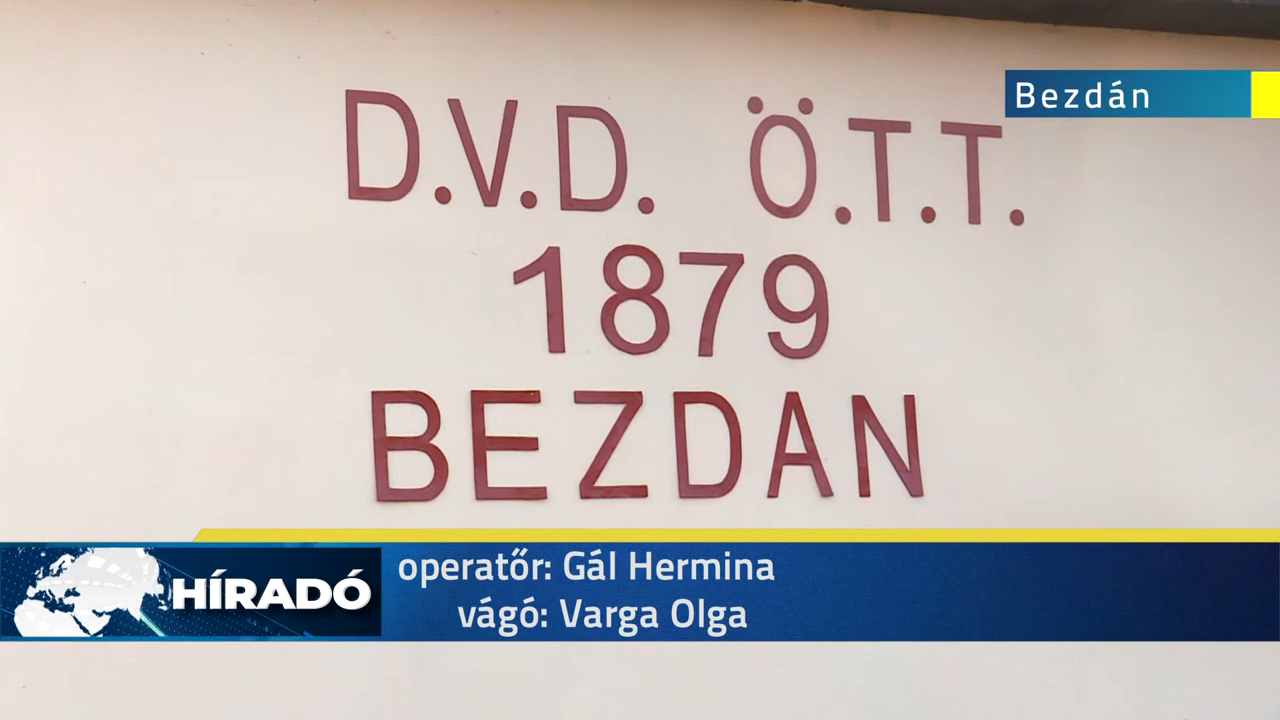 Bezdán
D.V.D. Ö.T.T.
1879
BEZDAN
HÍRADÓ
operatőr: Gál Hermina
vágó: Varga Olga